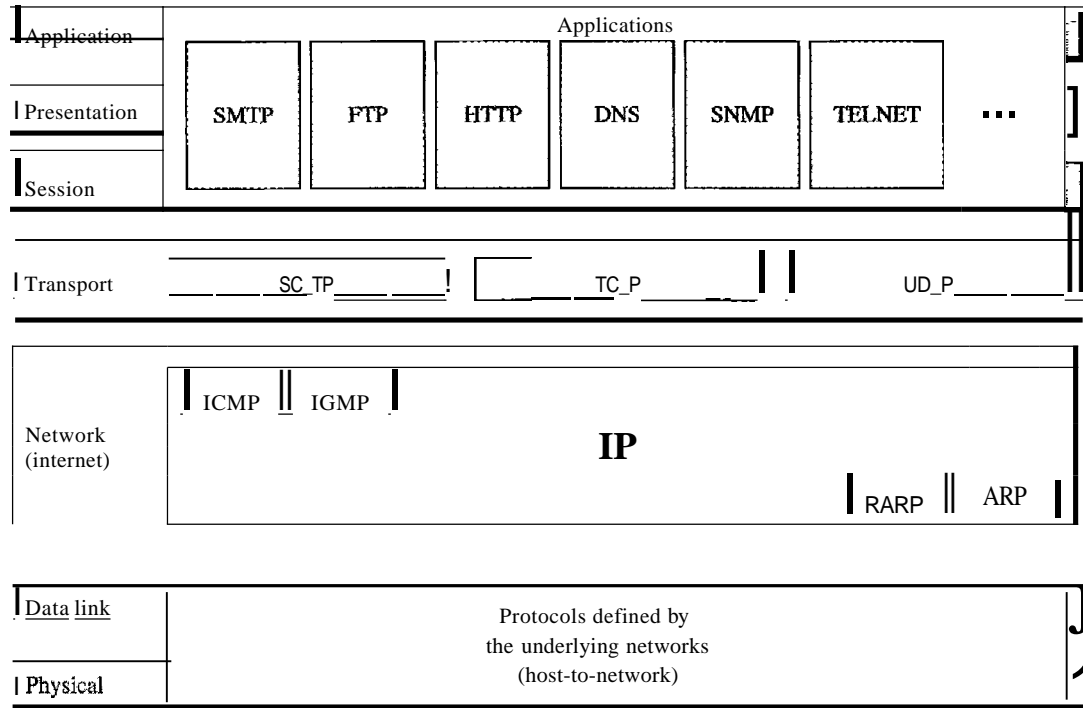 Applications
Application
Presentation
Session
SMTP FTP HTTP DNS SNMP TELNET ...
Transport
SC_TP TC_P UD_P
ICMP IGMP
Network
(internet)
IP
RARP ARP
Data link
Physical
Protocols defined by
the underlying networks
(host-to-network)